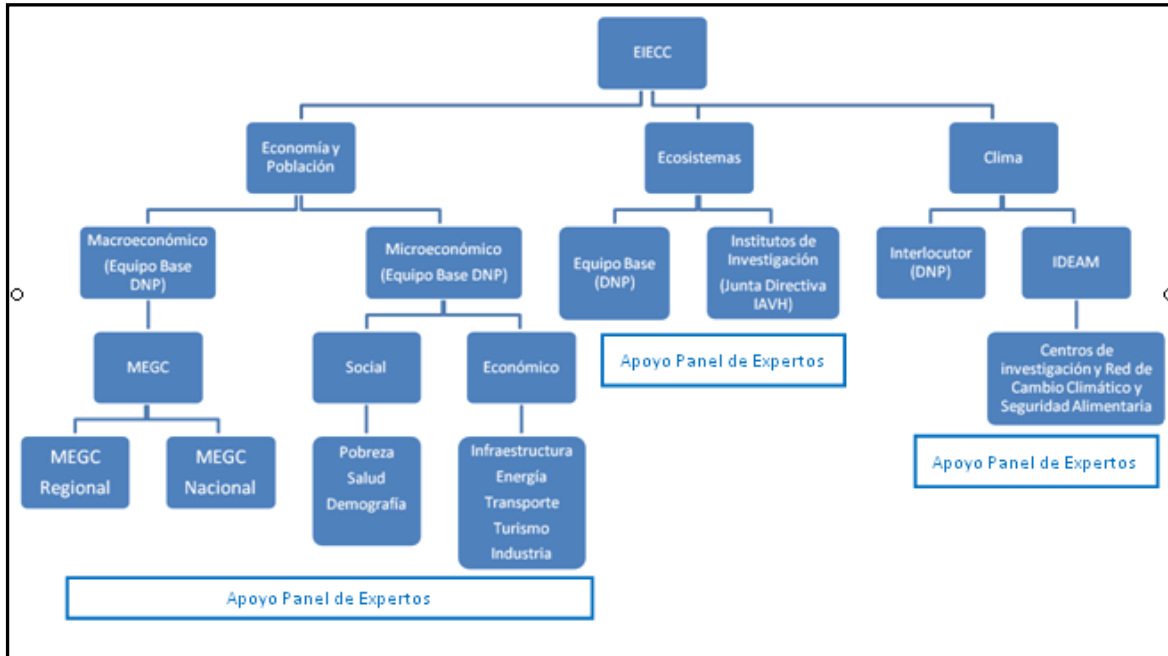 EIECC
Economía y
Población
Ecosistemas
Clima
Macroeconómico
(Equipo Base
DNP)
Microeconómico
(Equipo Base DNP)
Equipo Base
(DNP)
Institutos de
Investigación
(Junta Directiva
IAVH)
Interlocutor
(DNP)
IDEAM
MEGC
Social
Económico
Apoyo Panel de Expertos
Centros de
investigación y Red de
Cambio Climático y
Seguridad Alimentaria
MEGC
Regional
MEGC
Nacional
Pobreza
Salud
Demografía
Infraestructura
Energía
Transporte
Turismo
Industria
Apoyo Panel de Expertos
Apoyo Panel de Expertos